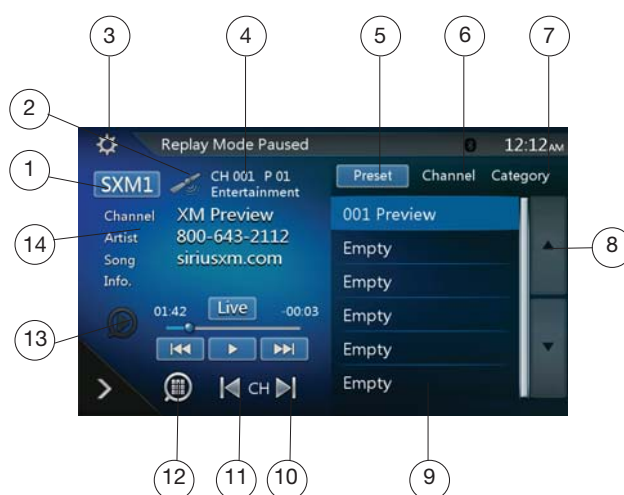 3
4
5
6
7
2
1
14
13
8
12
11
10
9
Replay Mode Paused
12:12AM
SXM1
CH 001 P 01
Entertainment
Preset Channel Category
Channel XM Preview
Artist 800-643-2112
Song siriusxm.com
Info.
01:42 Live -00:03
CH
001 Preview
Empty
Empty
Empty
Empty
Empty